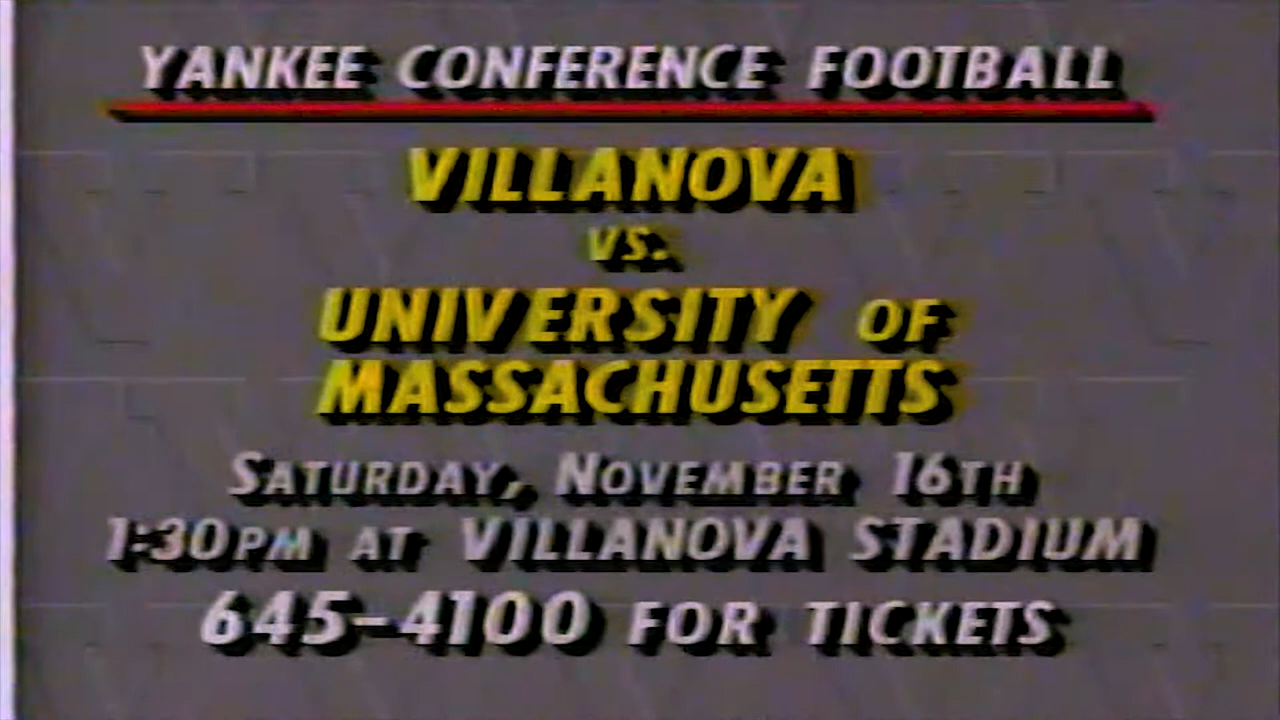 YANKEE CONFERENCE FOOTBALL
VILLANOVA
VS.
UNIVERSITY OF
MASSACHUSETTS
SATURDAY, NOVEMBER 16TH
1:30PM AT VILLANOVA STADIUM
645-4100 FOR TICKETS